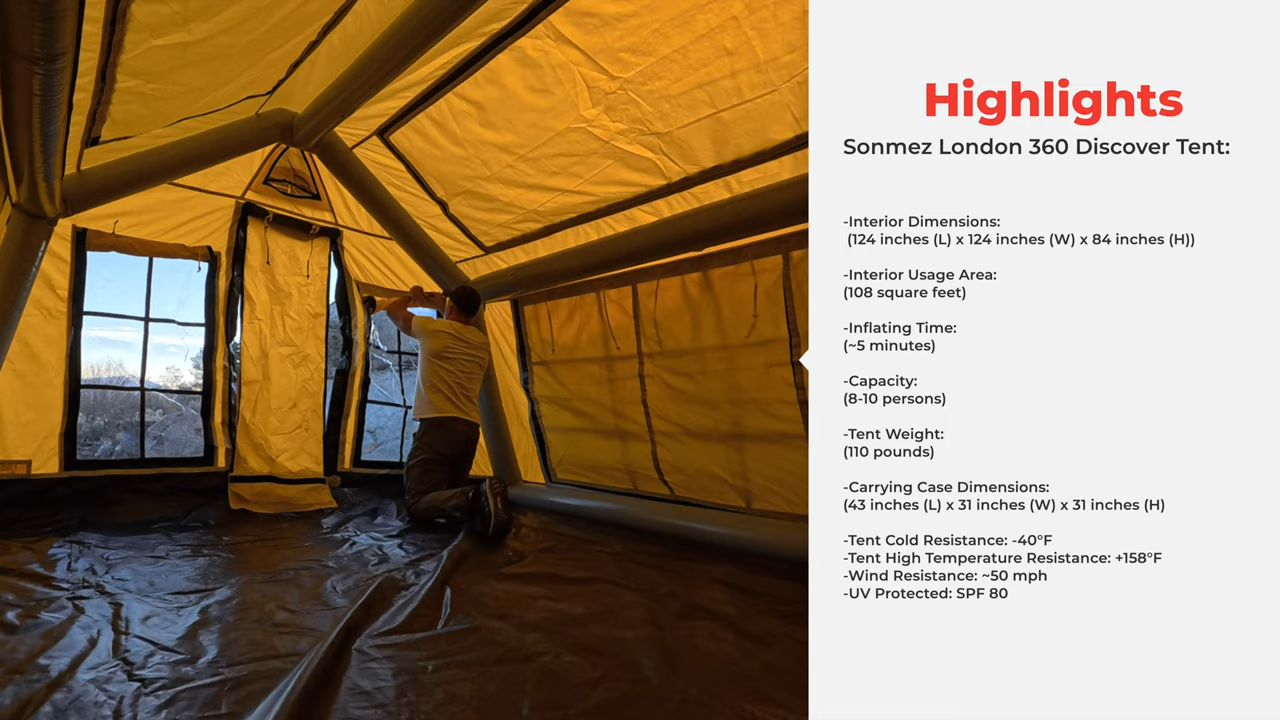 Highlights
Sonmez London 360 Discover Tent:
-Interior Dimensions:
(124 inches (L) x 124 inches (W) x 84 inches (H))
-Interior Usage Area:
(108 square feet)
-Inflating Time:
(~5 minutes)
-Capacity:
(8-10 persons)
-Tent Weight:
(110 pounds)
-Carrying Case Dimensions:
(43 inches (L) x 31 inches (W) x 31 inches (H)
-Tent Cold Resistance: -40°F
-Tent High Temperature Resistance: +158°F
-Wind Resistance: ~50 mph
-UV Protected: SPF 80